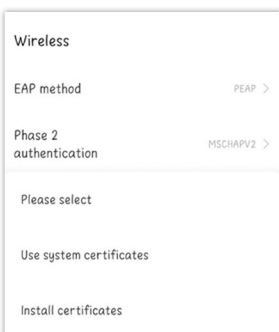 Wireless
EAP method PEAP >
Phase 2
authentication MSCHAPV2 >
Please select
Use system certificates
Install certificates